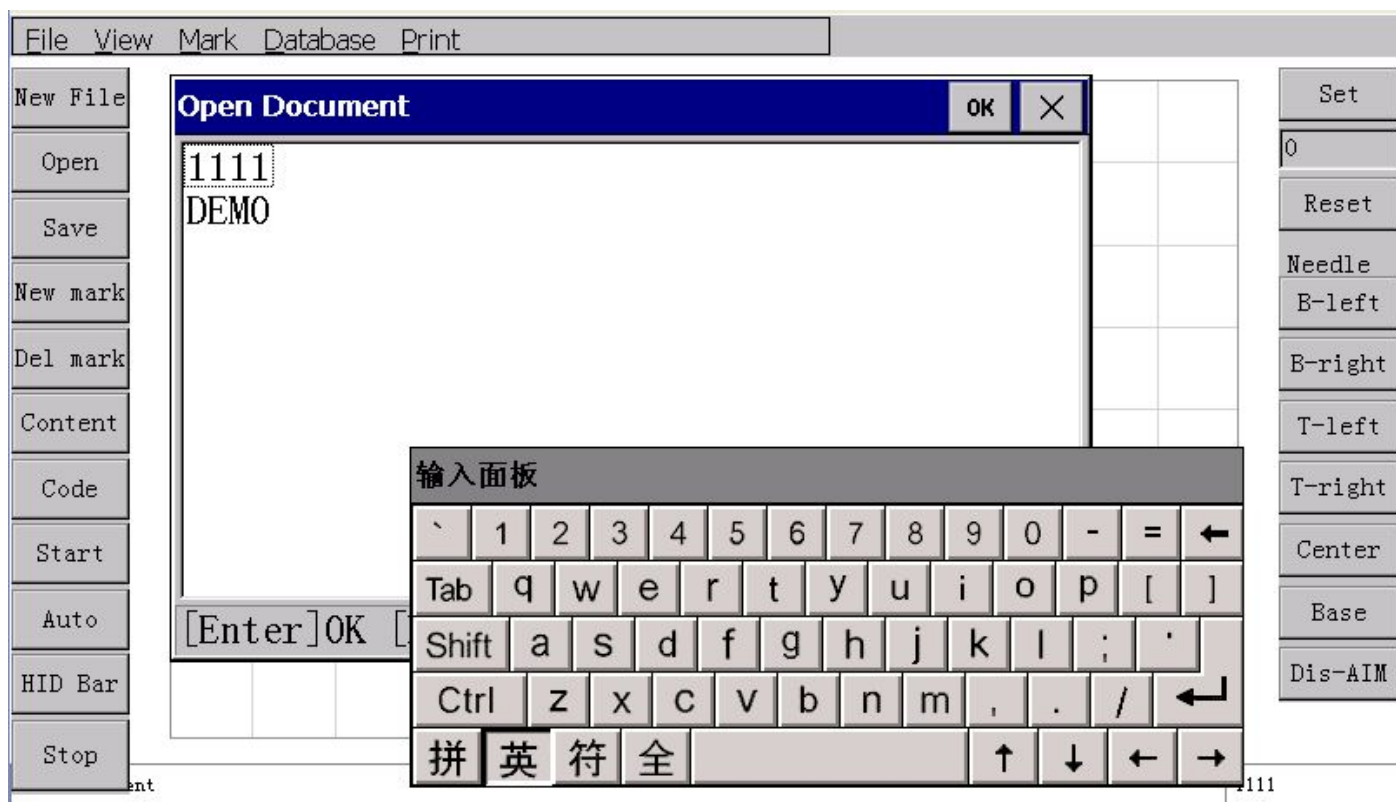 File View Mark Database Print
New File
Open
Save
New mark
Del mark
Content
Code
Start
Auto
HID Bar
Stop
Open Document OK
1111
DEMO
[Enter]OK [
输入面板
` 1 2 3 4 5 6 7 8 9 0 - = ←
Tab q w e r t y u i o p [ ]
Shift a s d f g h j k l ; '
Ctrl z x c v b n m , . /
拼 英 符 全 ↑ ↓ ← →
Set
0
Reset
Needle
B-left
B-right
T-left
T-right
Center
Base
Dis-AIM
1111